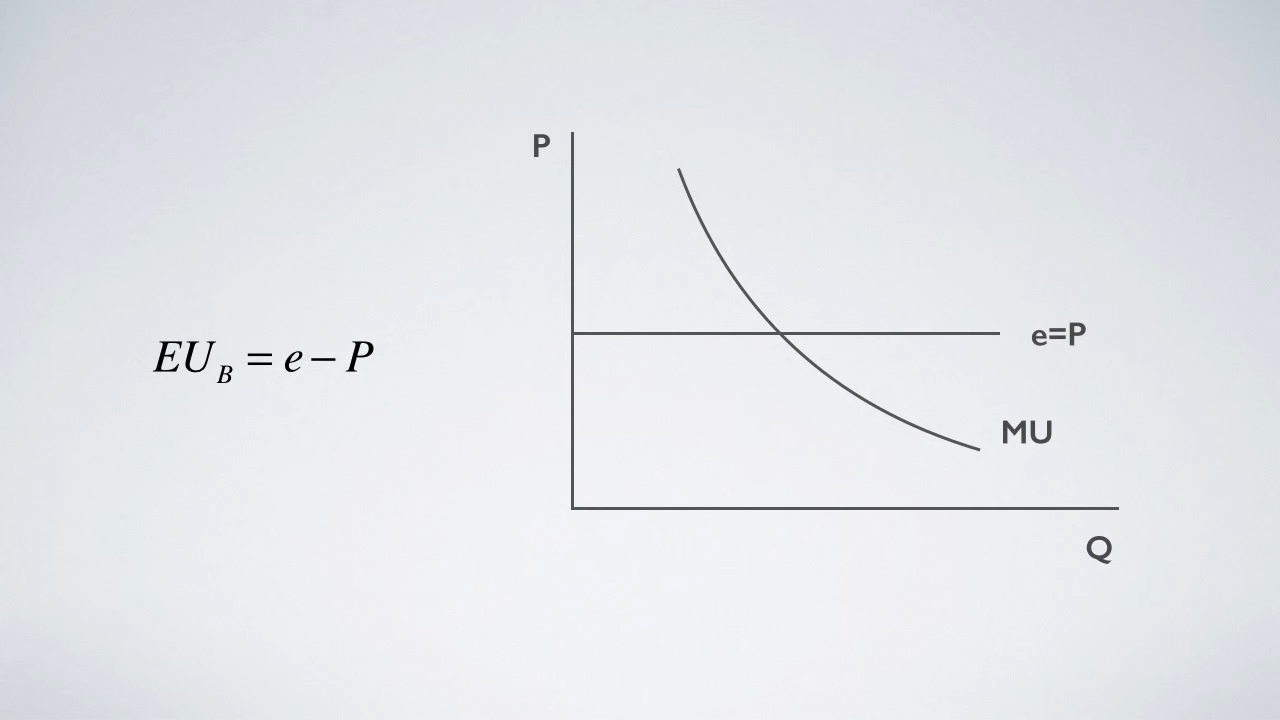 EU_B = e − P
P
e=P
MU
Q